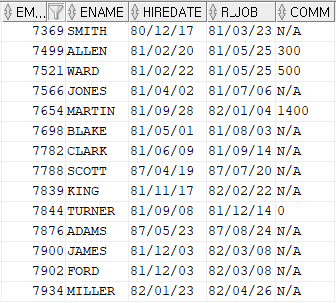 EM... ENAME HIREDATE R_JOB COMM
7369 SMITH 80/12/17 81/03/23 N/A
7499 ALLEN 81/02/20 81/05/25 300
7521 WARD 81/02/22 81/05/25 500
7566 JONES 81/04/02 81/07/06 N/A
7654 MARTIN 81/09/28 82/01/04 1400
7698 BLAKE 81/05/01 81/08/03 N/A
7782 CLARK 81/06/09 81/09/14 N/A
7788 SCOTT 87/04/19 87/07/20 N/A
7839 KING 81/11/17 82/02/22 N/A
7844 TURNER 81/09/08 81/12/14 0
7876 ADAMS 87/05/23 87/08/24 N/A
7900 JAMES 81/12/03 82/03/08 N/A
7902 FORD 81/12/03 82/03/08 N/A
7934 MILLER 82/01/23 82/04/26 N/A